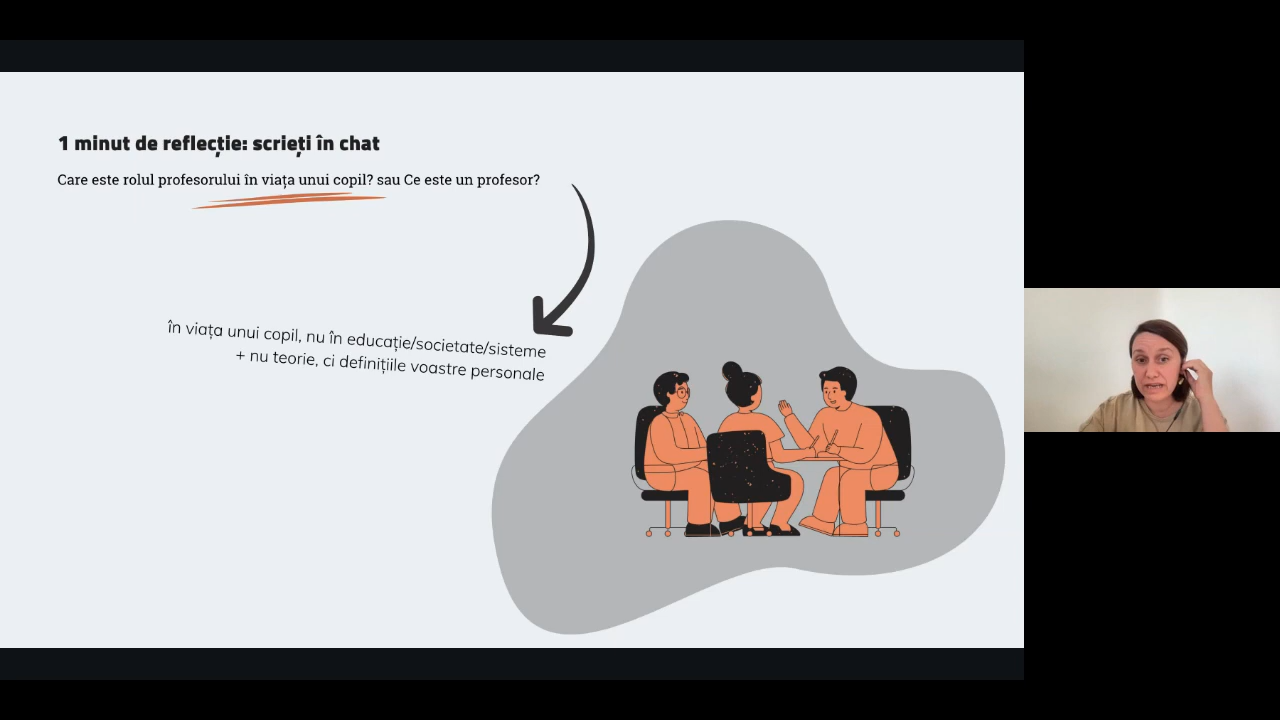 1 minut de reflecție: scrieți în chat
Care este rolul profesorului în viața unui copil? sau Ce este un profesor?
în viața unui copil, nu în educație/societate/sisteme
+ nu teorie, ci definițiile voastre personale